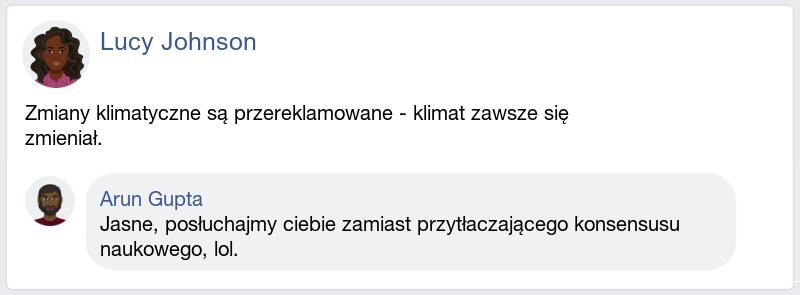 Lucy Johnson
Zmiany klimatyczne są przereklamowane - klimat zawsze się
zmieniał.
Arun Gupta
Jasne, posłuchajmy ciebie zamiast przytłaczającego konsensusu
naukowego, lol.